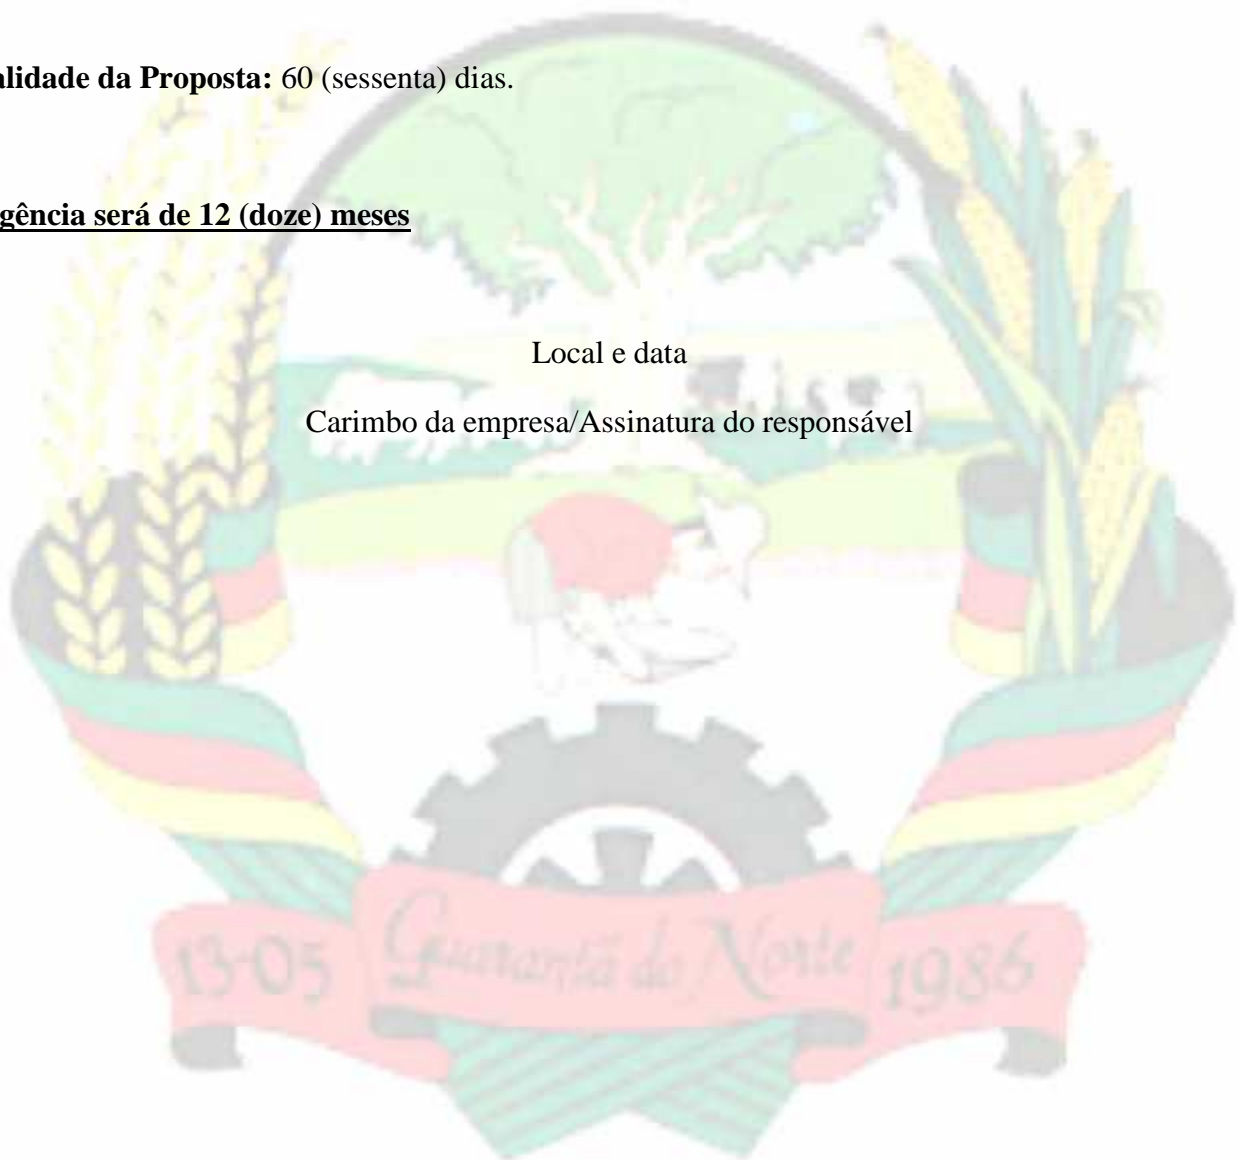 alidade da Proposta: 60 (sessenta) dias.
gência será de 12 (doze) meses
Local e data
Carimbo da empresa/Assinatura do responsável
13-05 Guarantã do Norte 1986